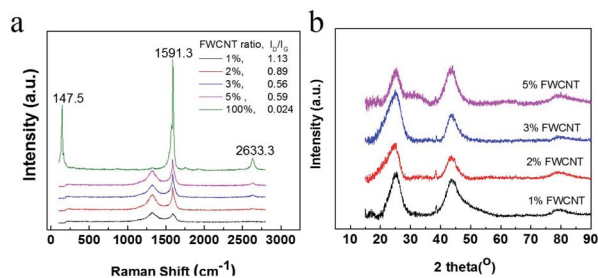 a
FWCNT ratio, I_D/I_G
1%, 1.13
2%, 0.89
3%, 0.56
5% , 0.59
100%, 0.024
1591.3
147.5
2633.3
Intensity (a.u.)
0 500 1000 1500 2000 2500 3000
Raman Shift (cm⁻¹)
b
5% FWCNT
3% FWCNT
2% FWCNT
1% FWCNT
Intensity (a.u.)
10 20 30 40 50 60 70 80 90
2 theta(O)